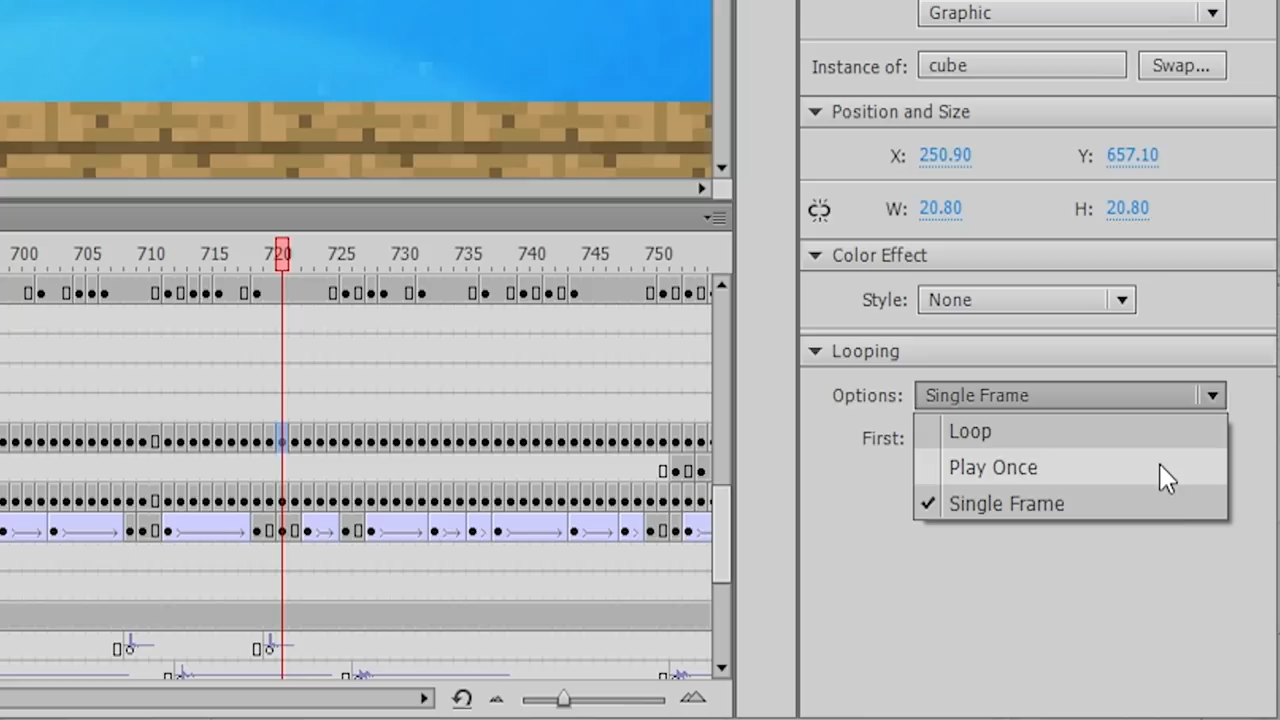 Graphic
Instance of: cube Swap...
Position and Size
X: 250.90 Y: 657.10
W: 20.80 H: 20.80
Color Effect
Style: None
Looping
Options: Single Frame
First:
Loop
Play Once
Single Frame
700 705 710 715 720 725 730 735 740 745 750